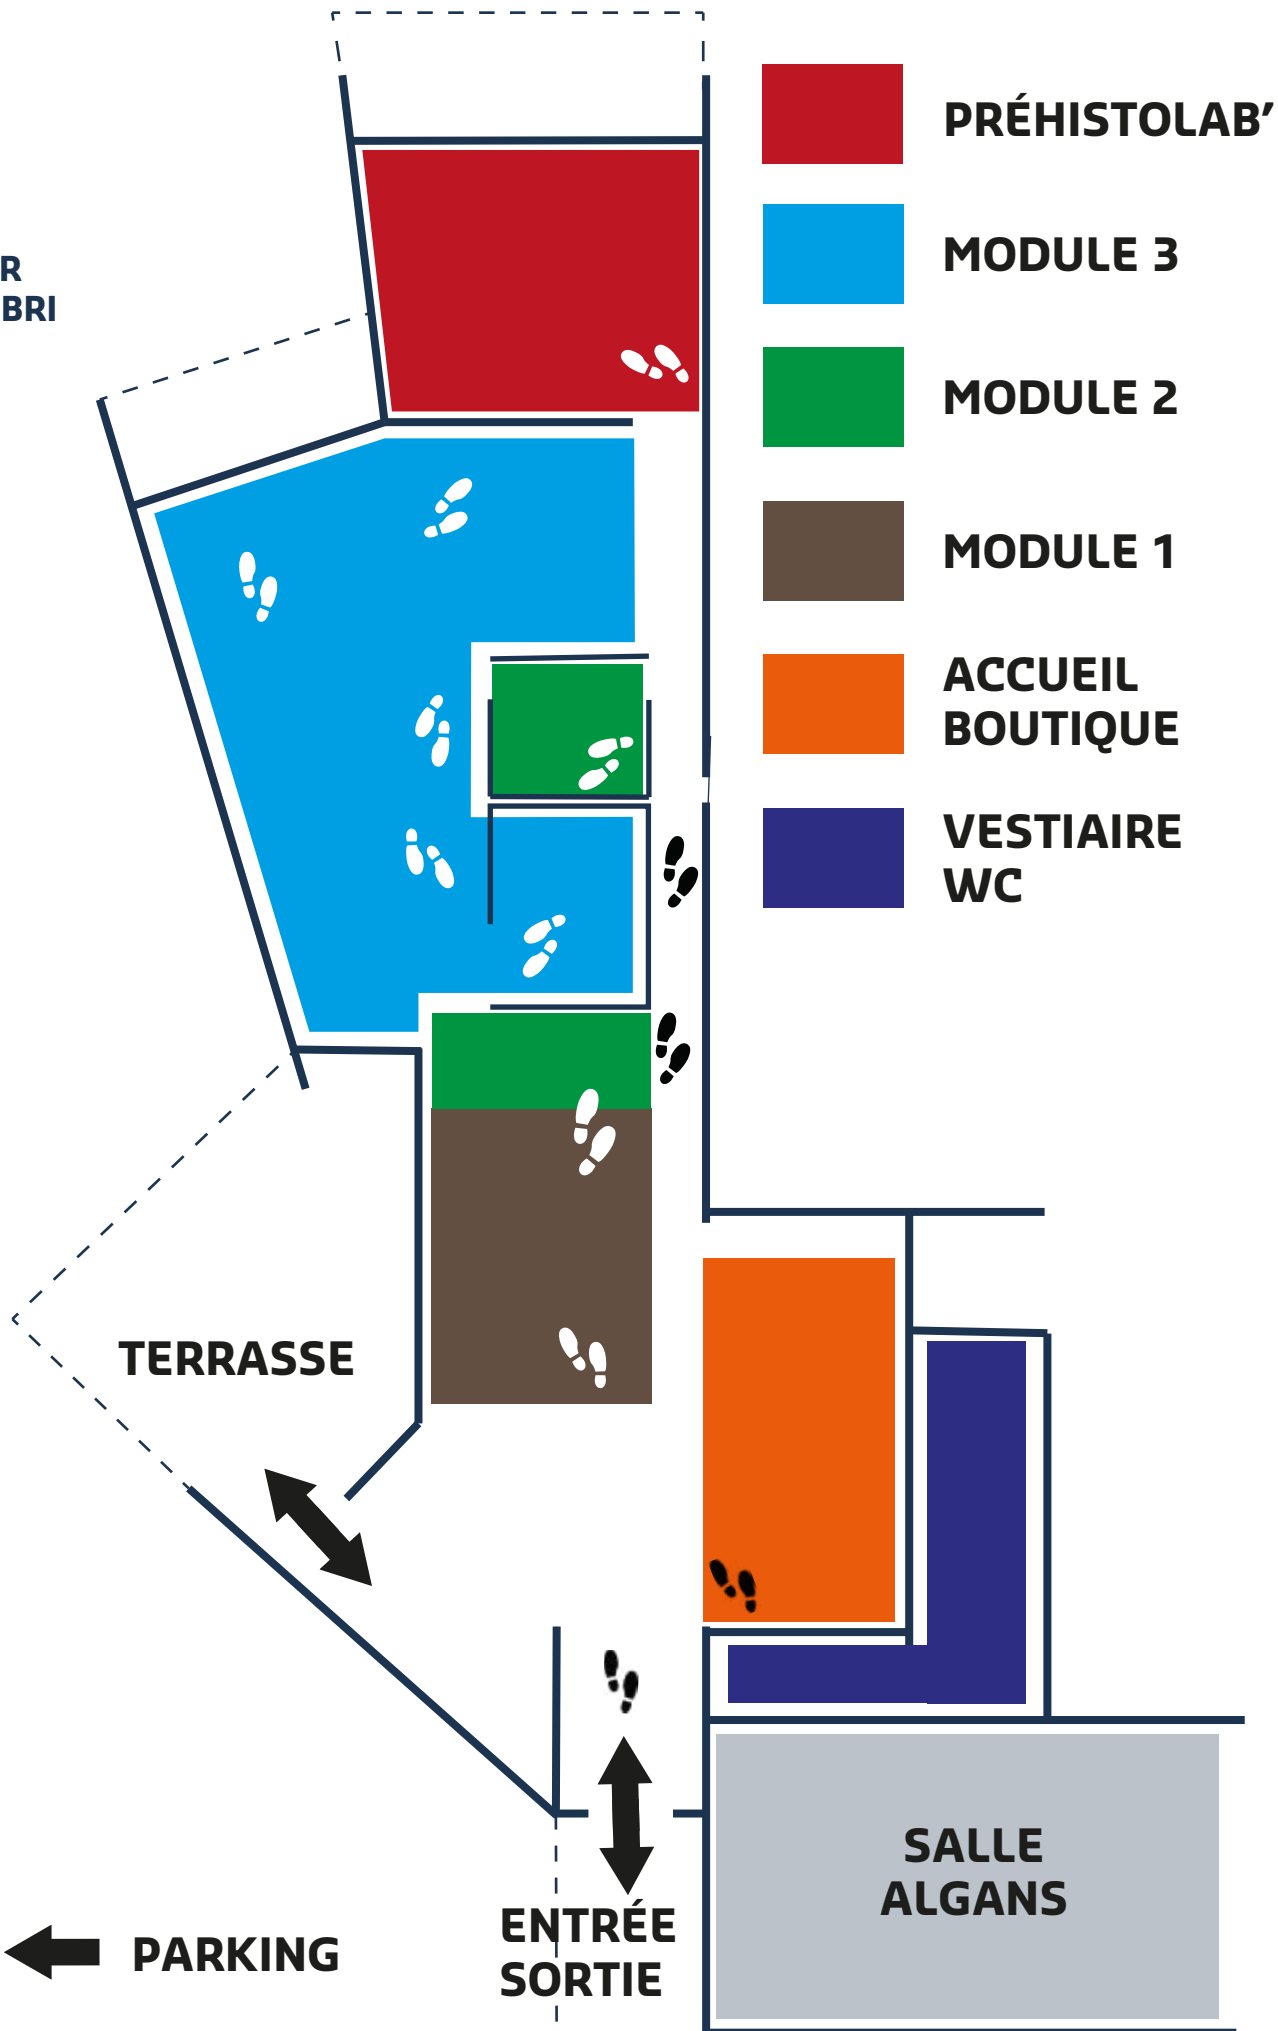 PRÉHISTOLAB’
MODULE 3
R
BRI
MODULE 2
MODULE 1
ACCUEIL
BOUTIQUE
VESTIAIRE
WC
TERRASSE
SALLE
ALGANS
ENTRÉE
SORTIE
PARKING